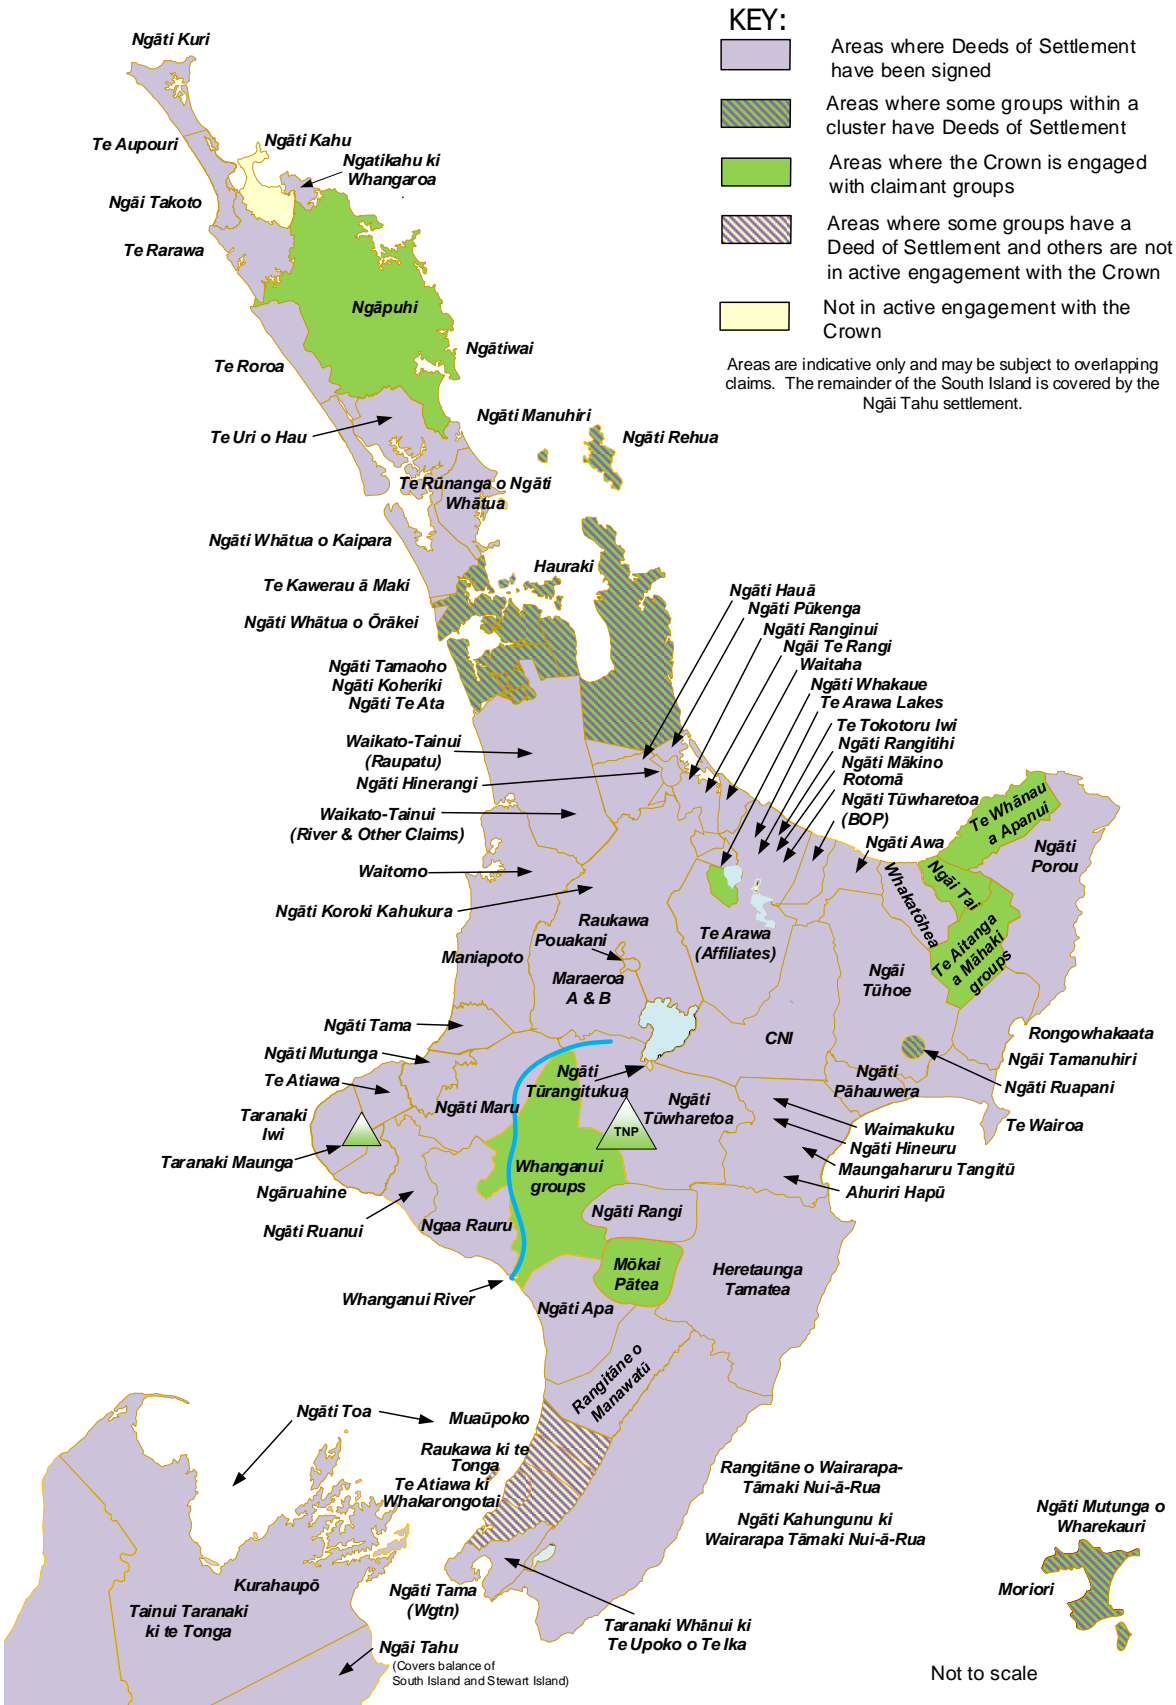 KEY:
Areas where Deeds of Settlement
have been signed
Areas where some groups within a
cluster have Deeds of Settlement
Areas where the Crown is engaged
with claimant groups
Areas where some groups have a
Deed of Settlement and others are not
in active engagement with the Crown
Not in active engagement with the
Crown
Areas are indicative only and may be subject to overlapping
claims. The remainder of the South Island is covered by the
Ngāi Tahu settlement.
Ngāti Kuri
Te Aupouri
Ngāti Kahu
Ngatikahu ki
Whangaroa
Ngāi Takoto
Te Rarawa
Ngāpuhi
Ngātiwai
Te Roroa
Ngāti Manuhiri
Te Uri o Hau
Ngāti Rehua
Te Rūnanga o Ngāti
Whātua
Ngāti Whātua o Kaipara
Hauraki
Te Kawerau ā Maki
Ngāti Whātua o Ōrākei
Ngāti Tamaoho
Ngāti Koheriki
Ngāti Te Ata
Ngāti Hauā
Ngāti Pūkenga
Ngāti Ranginui
Ngāi Te Rangi
Waitaha
Ngāti Whakaue
Te Arawa Lakes
Te Tokotoru Iwi
Ngāti Rangitihi
Ngāti Mākino
Rotomā
Ngāti Tūwharetoa
(BOP)
Ngāti Awa
Waikato-Tainui
(Raupatu)
Ngāti Hinerangi
Waikato-Tainui
(River & Other Claims)
Waitomo
Ngāti Koroki Kahukura
Te Whānau
a Apanui
Ngāti
Porou
Ngāi Tai
Whakatōhea
Te Aitanga
a Māhaki
groups
Raukawa
Pouakani
Te Arawa
(Affiliates)
Maniapoto
Maraeroa
A & B
Ngāi
Tūhoe
Ngāti Tama
CNI
Rongowhakaata
Ngāti Mutunga
Ngāi Tamanuhiri
Te Atiawa
Ngāti
Tūrangitukua
Ngāti
Pāhauwera
Ngāti Ruapani
Ngāti Maru
Ngāti
Tūwharetoa
Taranaki
Iwi
TNP
Waimakuku
Te Wairoa
Ngāti Hineuru
Taranaki Maunga
Whanganui
groups
Maungaharuru Tangitū
Ngāruahine
Ahuriri Hapū
Ngāti Ruanui
Ngaa Rauru
Ngāti Rangi
Mōkai
Pātea
Heretaunga
Tamatea
Whanganui River
Ngāti Apa
Rangitāne o
Manawatū
Ngāti Toa
Muaūpoko
Raukawa ki te
Tonga
Te Atiawa ki
Whakarongotai
Rangitāne o Wairarapa-
Tāmaki Nui-ā-Rua
Ngāti Kahungunu ki
Wairarapa Tāmaki Nui-ā-Rua
Ngāti Mutunga o
Wharekauri
Moriori
Kurahaupō
Tainui Taranaki
ki te Tonga
Ngāti Tama
(Wgtn)
Taranaki Whānui ki
Te Upoko o Te Ika
Ngāi Tahu
(Covers balance of
South Island and Stewart Island)
Not to scale